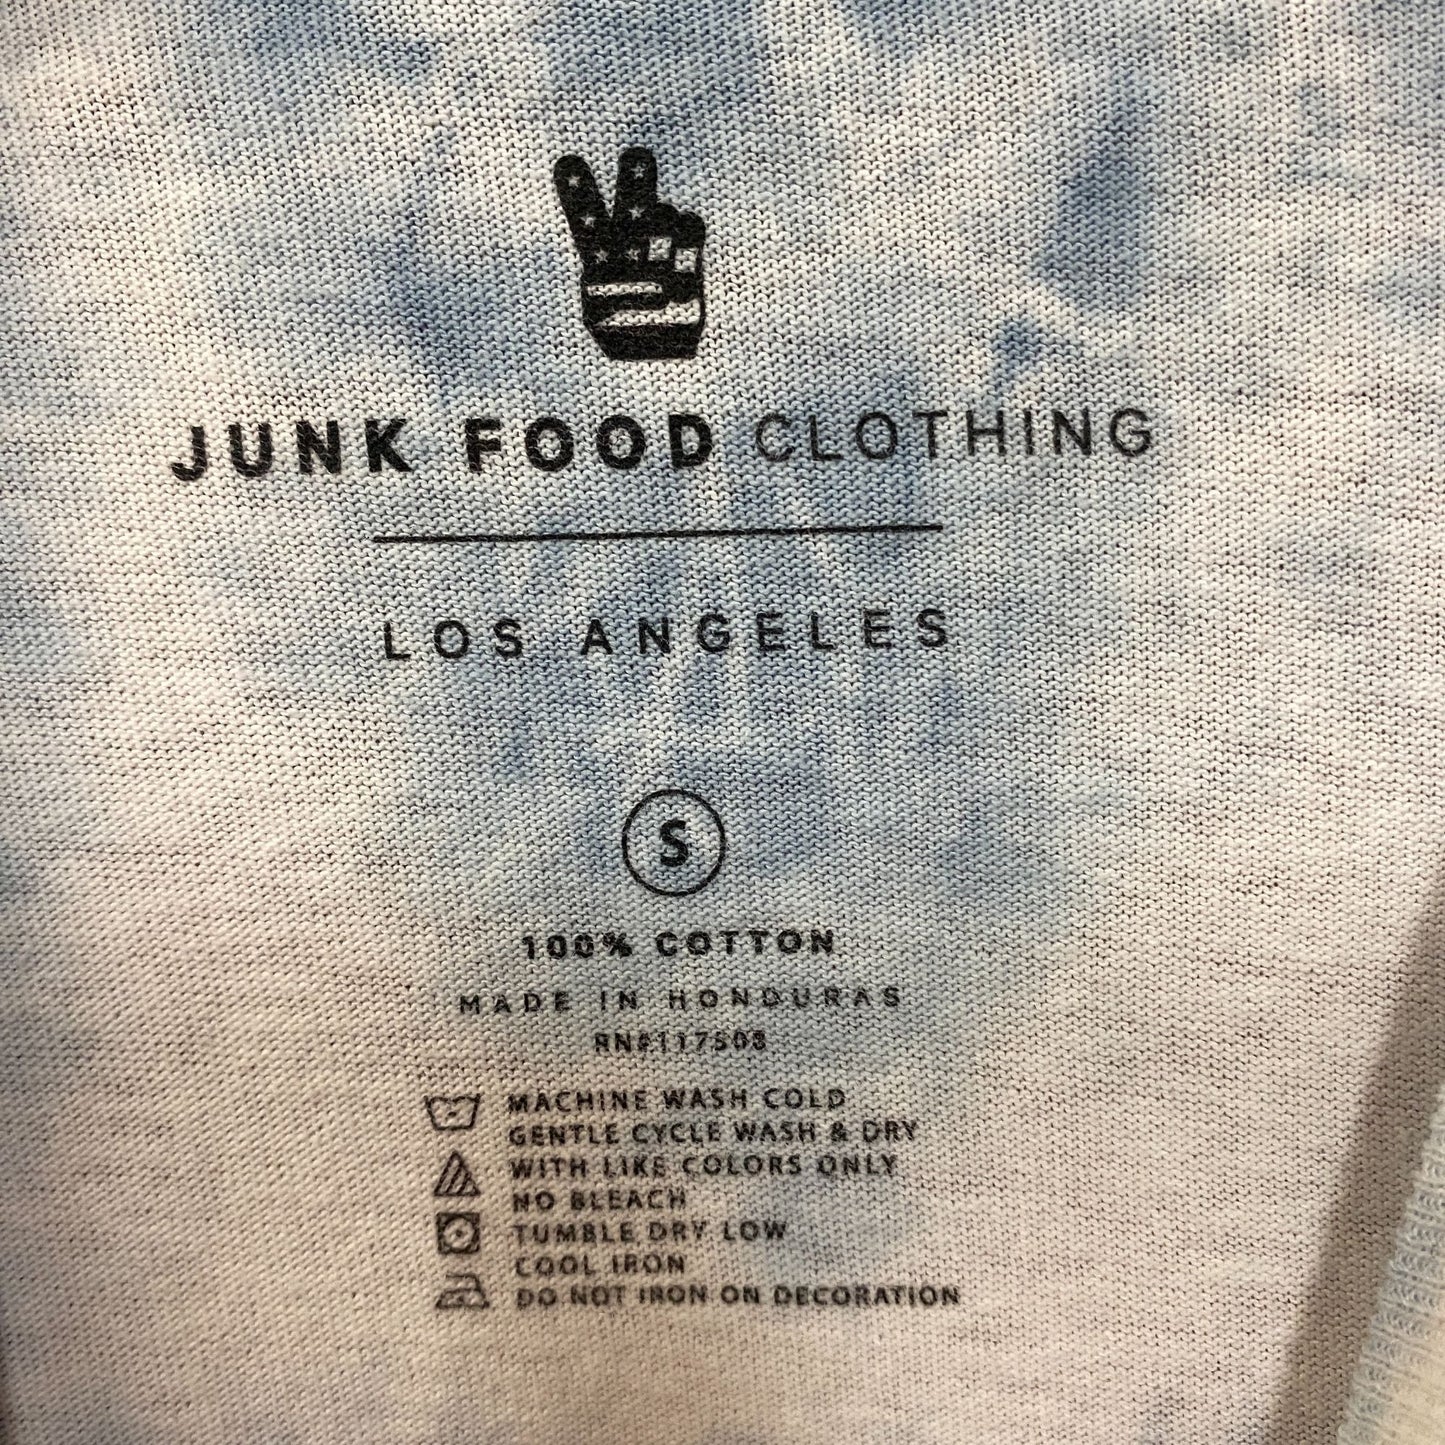 JUNK FOOD CLOTHING
LOS ANGELES
S
100% COTTON
MADE IN HONDURAS
RN#117508
MACHINE WASH COLD
GENTLE CYCLE WASH & DRY
WITH LIKE COLORS ONLY
NO BLEACH
TUMBLE DRY LOW
COOL IRON
DO NOT IRON ON DECORATION